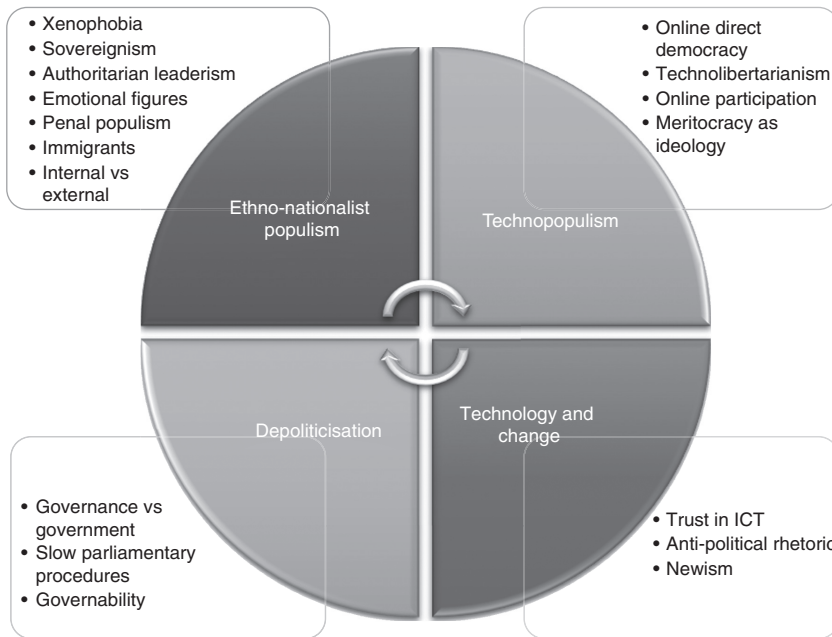 • Xenophobia
• Sovereignism
• Authoritarian leaderism
• Emotional figures
• Penal populism
• Immigrants
• Internal vs
external
• Online direct
democracy
• Technolibertarianism
• Online participation
• Meritocracy as
ideology
Ethno-nationalist
populism
Technopopulism
Depoliticisation
Technology and
change
• Governance vs
government
• Slow parliamentary
procedures
• Governability
• Trust in ICT
• Anti-political rhetoric
• Newism